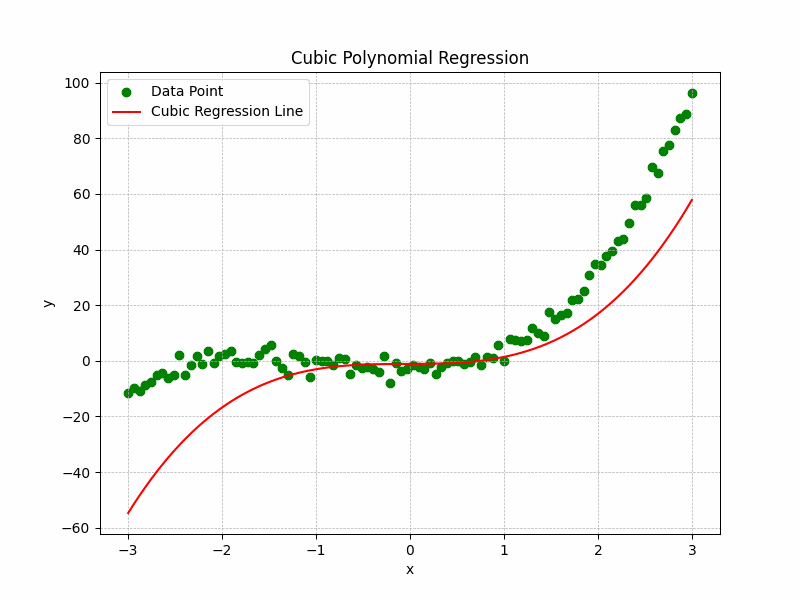 Cubic Polynomial Regression
Data Point
Cubic Regression Line
100
80
60
40
20
0
−20
−40
−60
y
−3 −2 −1 0 1 2 3
x